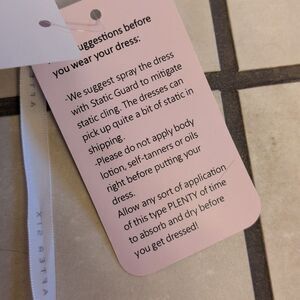 suggestions before
you wear your dress:
-We suggest spray the dress
with Static Guard to mitigate
static cling. The dresses can
pick up quite a bit of static in
shipping.
-Please do not apply body
lotion, self-tanners or oils
right before putting your
dress.
Allow any sort of application
of this type PLENTY of time
to absorb and dry before
you get dressed!
AFTER SIX